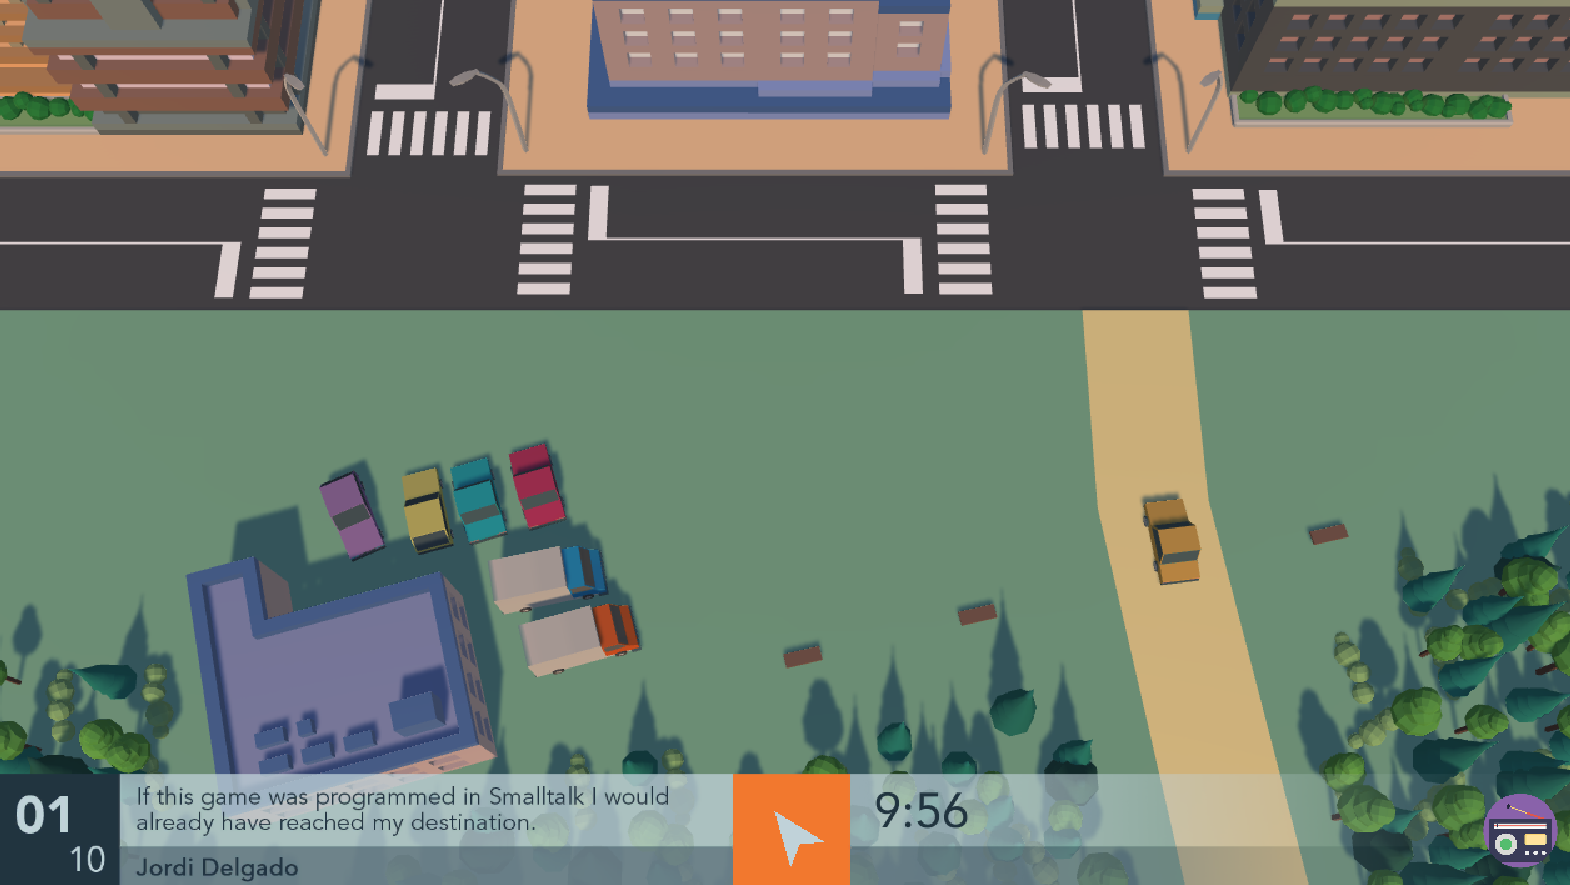 01
10
If this game was programmed in Smalltalk I would
already have reached my destination.
Jordi Delgado
9:56